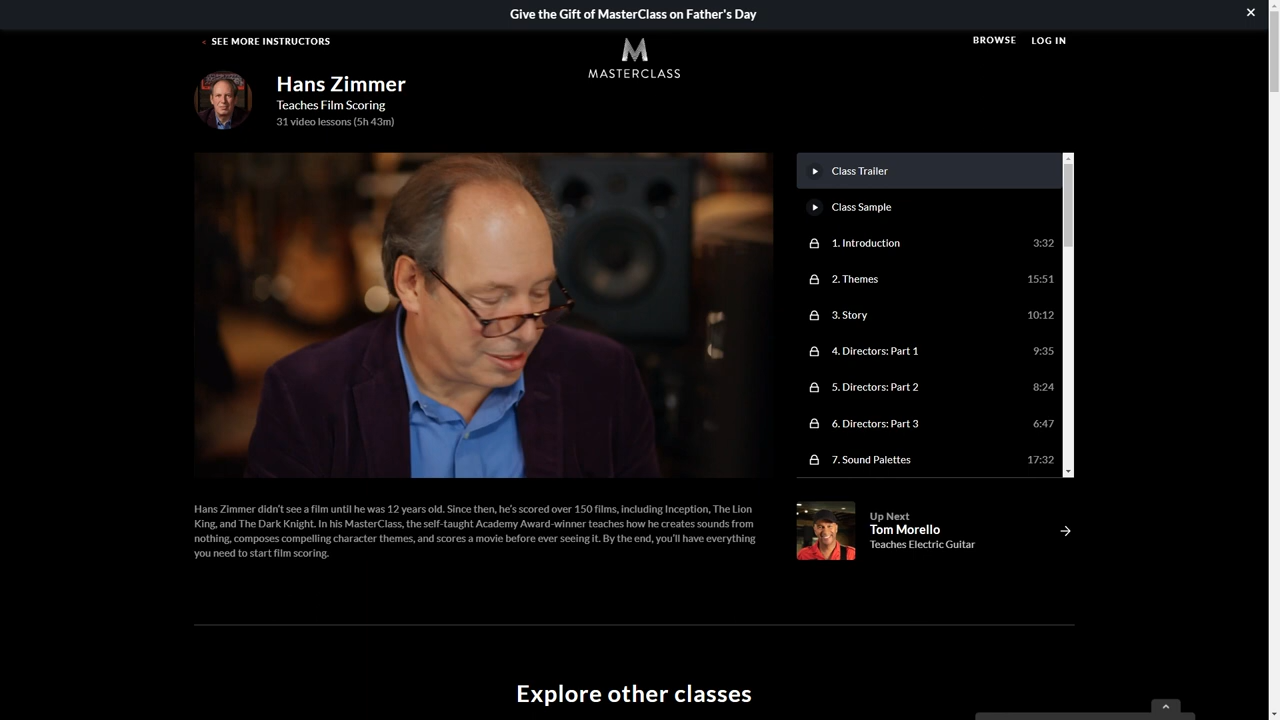 Give the Gift of MasterClass on Father's Day
< SEE MORE INSTRUCTORS
MASTERCLASS
BROWSE LOG IN
Hans Zimmer
Teaches Film Scoring
31 video lessons (5h 43m)
Class Trailer
Class Sample
1. Introduction 3:32
2. Themes 15:51
3. Story 10:12
4. Directors: Part 1 9:35
5. Directors: Part 2 8:24
6. Directors: Part 3 6:47
7. Sound Palettes 17:32
Hans Zimmer didn’t see a film until he was 12 years old. Since then, he’s scored over 150 films, including Inception, The Lion
King, and The Dark Knight. In his MasterClass, the self-taught Academy Award-winner teaches how he creates sounds from
nothing, composes compelling character themes, and scores a movie before ever seeing it. By the end, you’ll have everything
you need to start film scoring.
Up Next
Tom Morello
Teaches Electric Guitar
Explore other classes